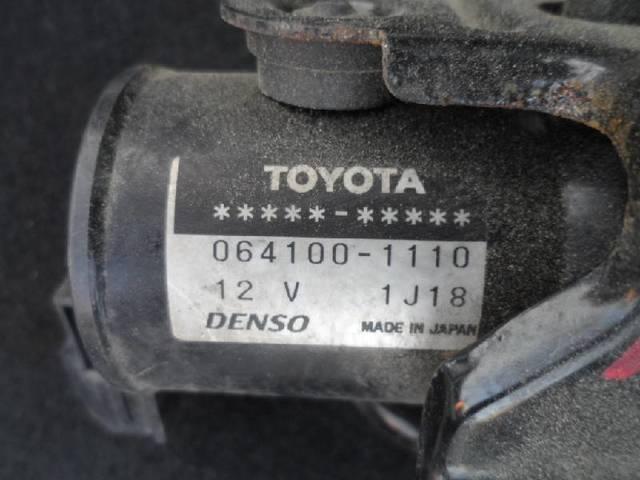 TOYOTA
*****-*****
064100-1110
12 V 1J18
DENSO MADE IN JAPAN